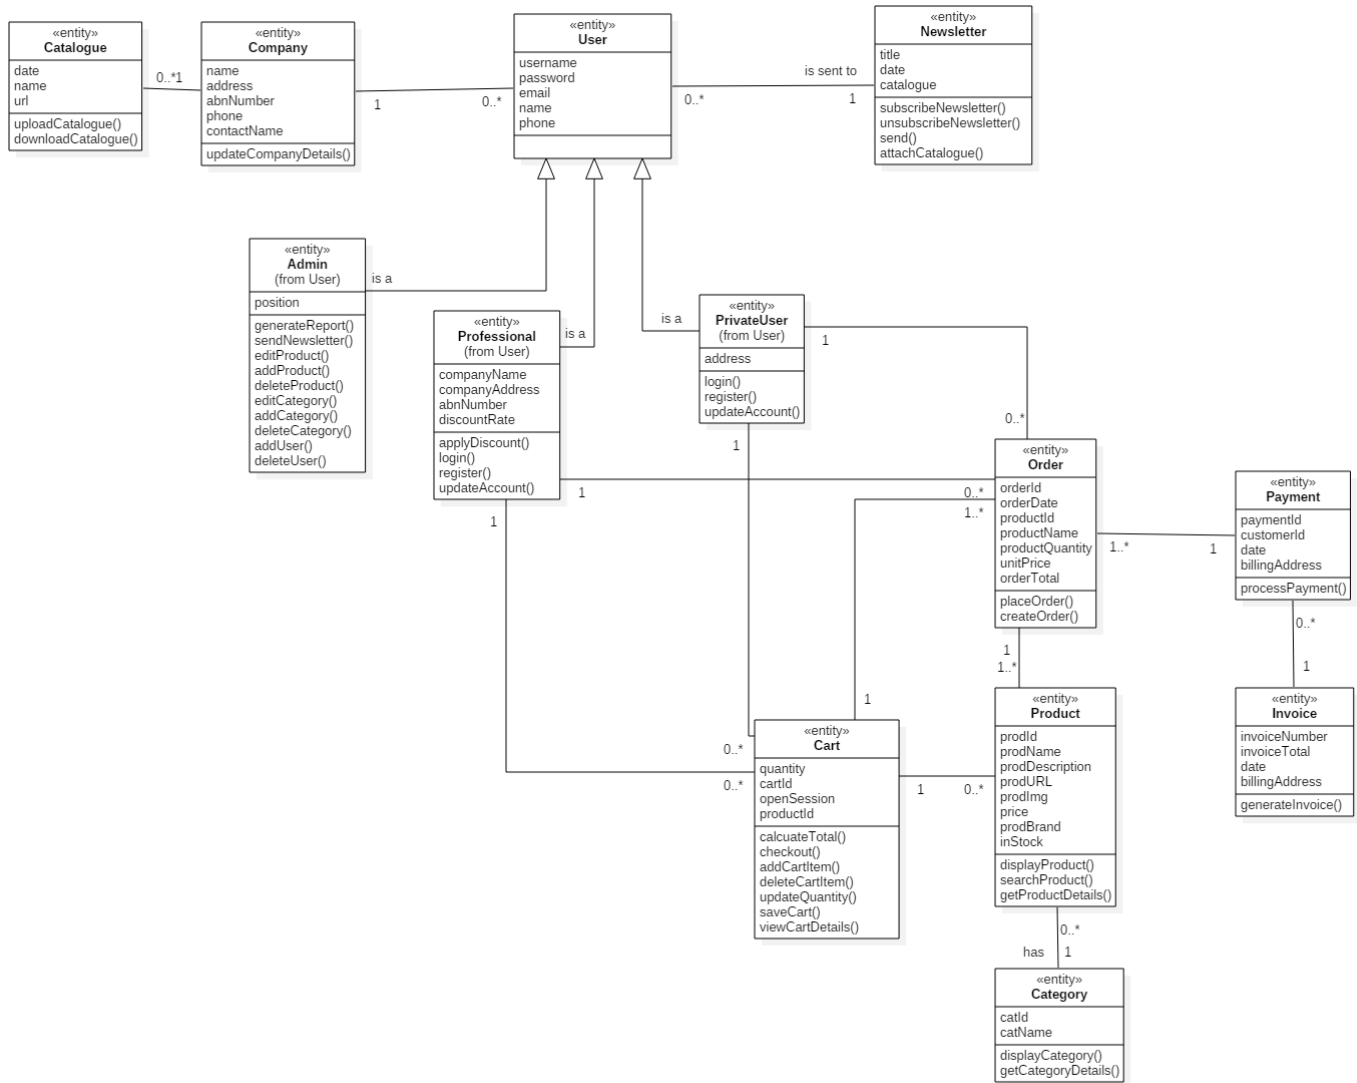 «entity»
Catalogue
date
name
url
uploadCatalogue()
downloadCatalogue()
0..*1
«entity»
Company
name
address
abnNumber
phone
contactName
updateCompanyDetails()
1
0..*
«entity»
User
username
password
email
name
phone
0..*
is sent to
1
«entity»
Newsletter
title
date
catalogue
subscribeNewsletter()
unsubscribeNewsletter()
send()
attachCatalogue()
«entity»
Admin
(from User)
position
generateReport()
sendNewsletter()
editProduct()
addProduct()
deleteProduct()
editCategory()
addCategory()
deleteCategory()
addUser()
deleteUser()
is a
«entity»
Professional
(from User)
companyName
companyAddress
abnNumber
discountRate
applyDiscount()
login()
register()
updateAccount()
is a
is a
«entity»
PrivateUser
(from User)
address
login()
register()
updateAccount()
1
0..*
1
1
0..*
1..*
1
«entity»
Order
orderId
orderDate
productId
productName
productQuantity
unitPrice
orderTotal
placeOrder()
createOrder()
1..*
1
«entity»
Payment
paymentId
customerId
date
billingAddress
processPayment()
0..*
1
«entity»
Invoice
invoiceNumber
invoiceTotal
date
billingAddress
generateInvoice()
1
1..*
1
0..*
0..*
«entity»
Cart
quantity
cartId
openSession
productId
calcuateTotal()
checkout()
addCartItem()
deleteCartItem()
updateQuantity()
saveCart()
viewCartDetails()
1
0..*
«entity»
Product
prodId
prodName
prodDescription
prodURL
prodImg
price
prodBrand
inStock
displayProduct()
searchProduct()
getProductDetails()
0..*
has
1
«entity»
Category
catId
catName
displayCategory()
getCategoryDetails()